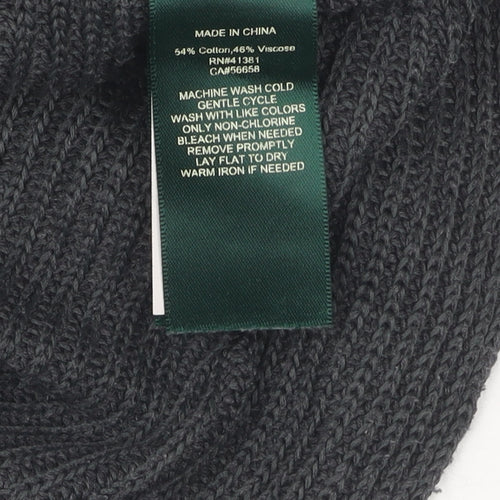 MADE IN CHINA
54% Cotton,46% Viscose
RN#41381
CA#56658
MACHINE WASH COLD
GENTLE CYCLE
WASH WITH LIKE COLORS
ONLY NON-CHLORINE
BLEACH WHEN NEEDED
REMOVE PROMPTLY
LAY FLAT TO DRY
WARM IRON IF NEEDED